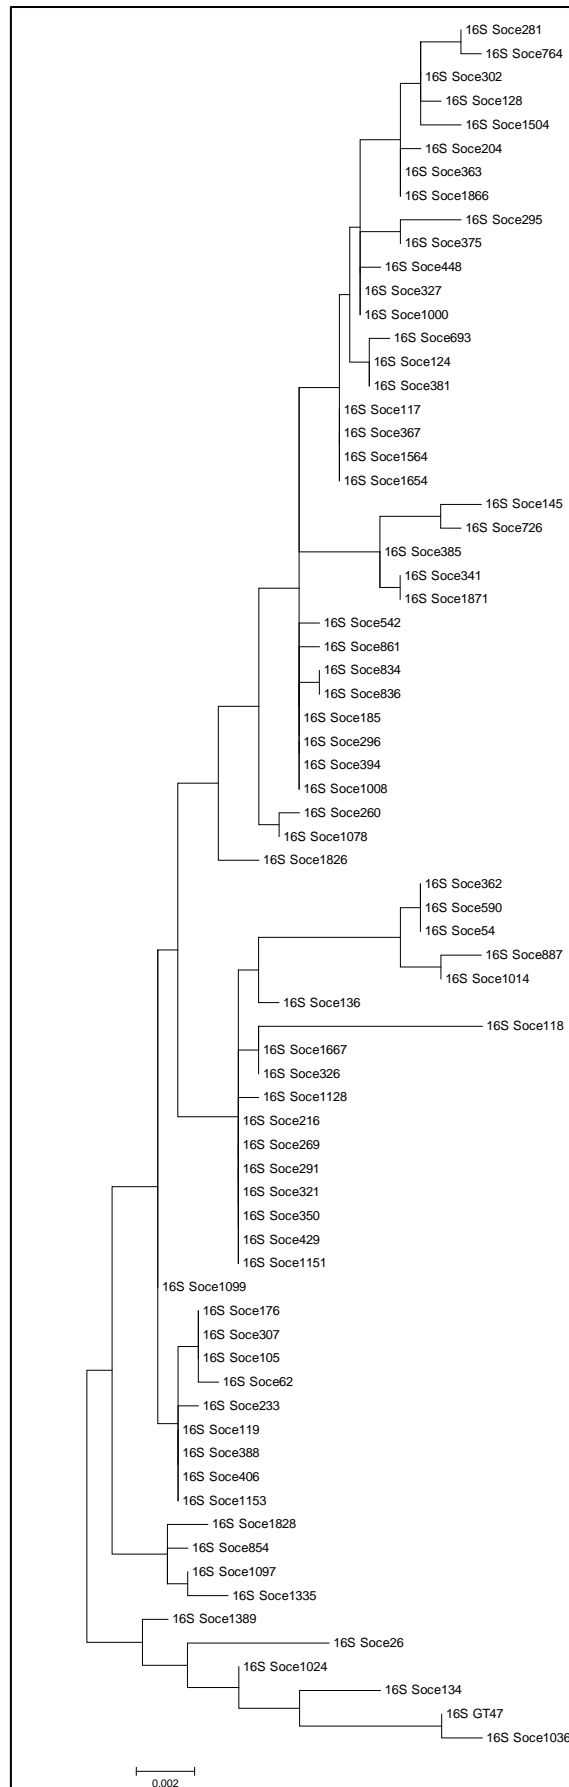 16S Soce281
16S Soce764
16S Soce302
16S Soce128
16S Soce1504
16S Soce204
16S Soce363
16S Soce1866
16S Soce295
16S Soce375
16S Soce448
16S Soce327
16S Soce1000
16S Soce693
16S Soce124
16S Soce381
16S Soce117
16S Soce367
16S Soce1564
16S Soce1654
16S Soce145
16S Soce726
16S Soce385
16S Soce341
16S Soce1871
16S Soce542
16S Soce861
16S Soce834
16S Soce836
16S Soce185
16S Soce296
16S Soce394
16S Soce1008
16S Soce260
16S Soce1078
16S Soce1826
16S Soce362
16S Soce590
16S Soce54
16S Soce887
16S Soce1014
16S Soce136
16S Soce118
16S Soce1667
16S Soce326
16S Soce1128
16S Soce216
16S Soce269
16S Soce291
16S Soce321
16S Soce350
16S Soce429
16S Soce1151
16S Soce1099
16S Soce176
16S Soce307
16S Soce105
16S Soce62
16S Soce233
16S Soce119
16S Soce388
16S Soce406
16S Soce1153
16S Soce1828
16S Soce854
16S Soce1097
16S Soce1335
16S Soce1389
16S Soce26
16S Soce1024
16S Soce134
16S GT47
16S Soce1036
0.002